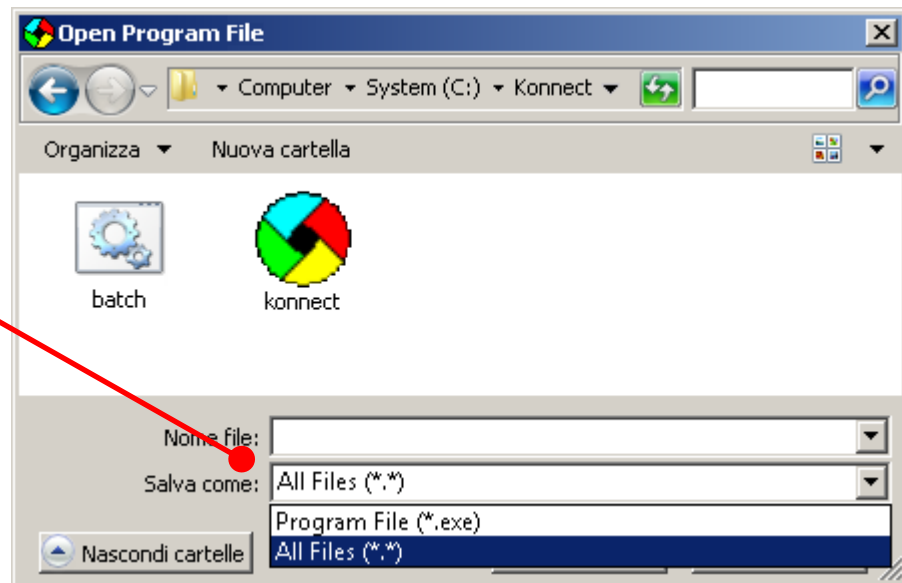 Open Program File
Computer System (C:) Konnect
Organizza Nuova cartella
batch konnect
Nome file:
Salva come: All Files (*.*)
Program File (*.exe)
Nascondi cartelle All Files (*.*)